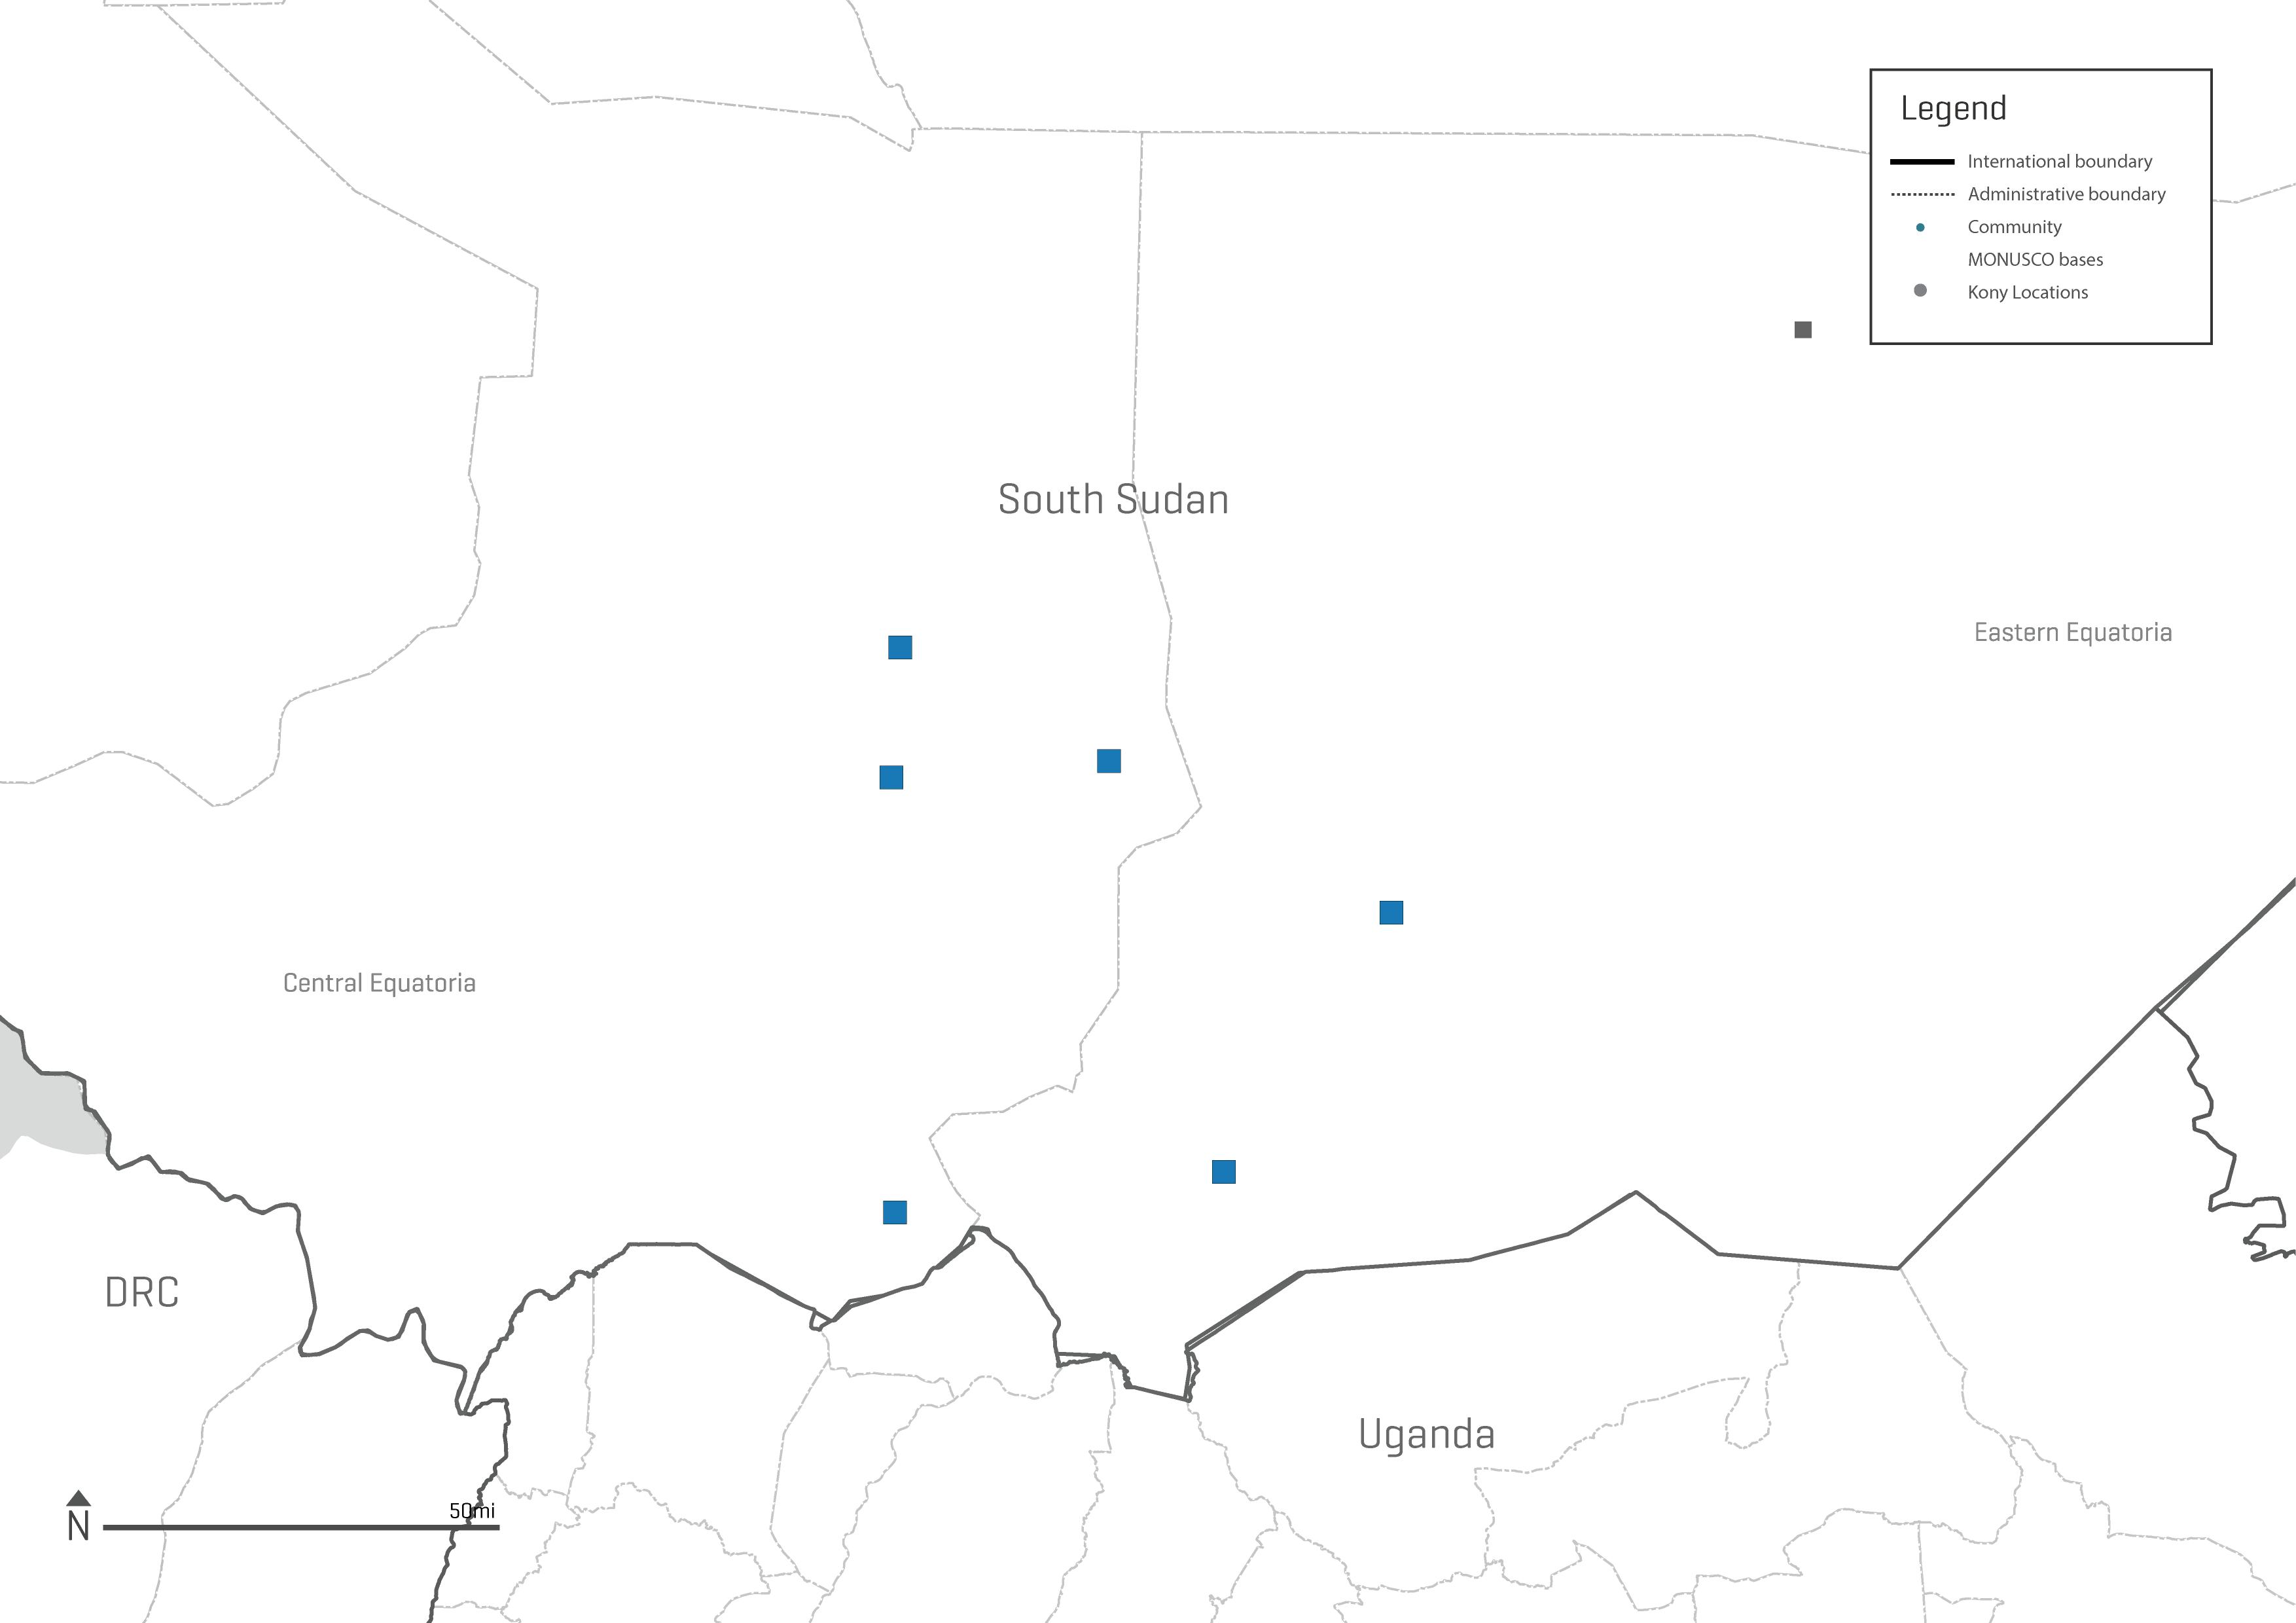 Legend
International boundary
Administrative boundary
Community
MONUSCO bases
Kony Locations
South Sudan
Eastern Equatoria
Central Equatoria
DRC
Uganda
50mi
N